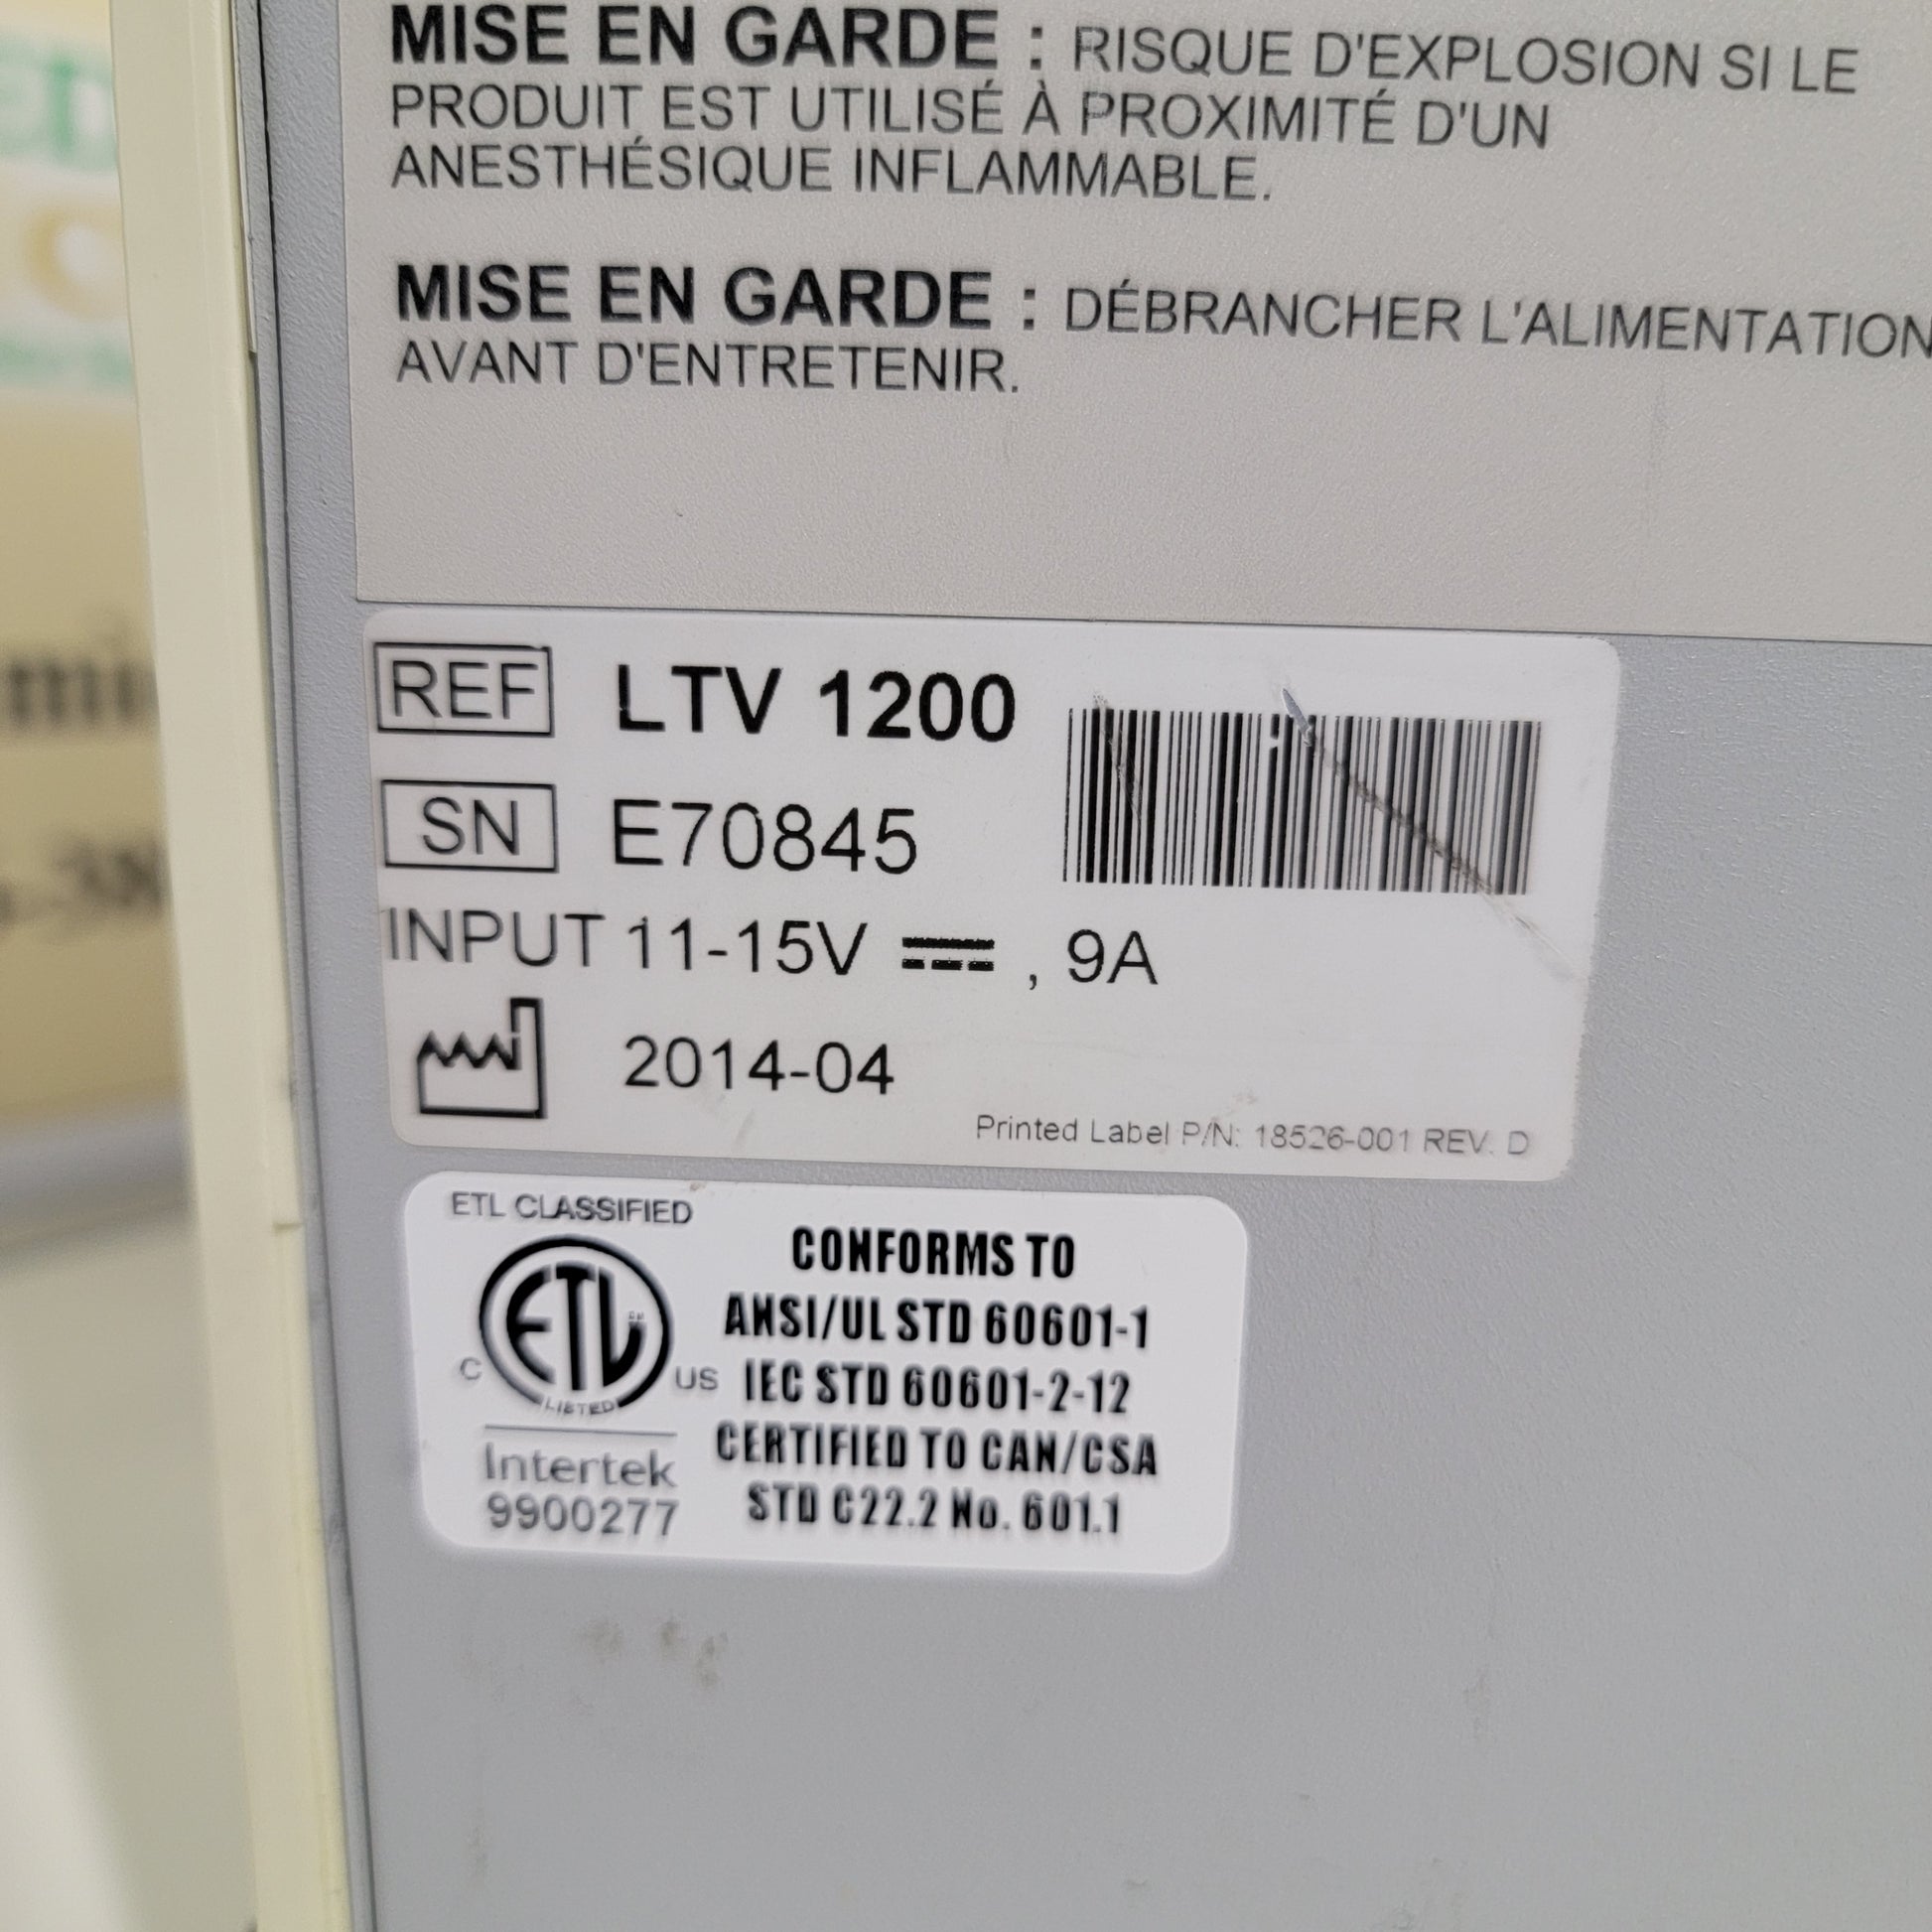 MISE EN GARDE : RISQUE D'EXPLOSION SI LE
PRODUIT EST UTILISÉ À PROXIMITÉ D'UN
ANESTHÉSIQUE INFLAMMABLE.
MISE EN GARDE : DÉBRANCHER L'ALIMENTATION
AVANT D'ENTRETENIR.
REF LTV 1200
SN E70845
INPUT 11-15V ⎓ , 9A
2014-04
Printed Label P/N: 18526-001 REV. D
ETL CLASSIFIED
ETL
CM
C
US
LISTED
Intertek
9900277
CONFORMS TO
ANSI/UL STD 60601-1
IEC STD 60601-2-12
CERTIFIED TO CAN/CSA
STD C22.2 No. 601.1